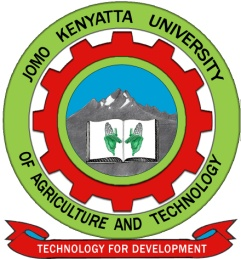 JOMO KENYATTA UNIVERSITY
OF AGRICULTURE AND TECHNOLOGY
TECHNOLOGY FOR DEVELOPMENT